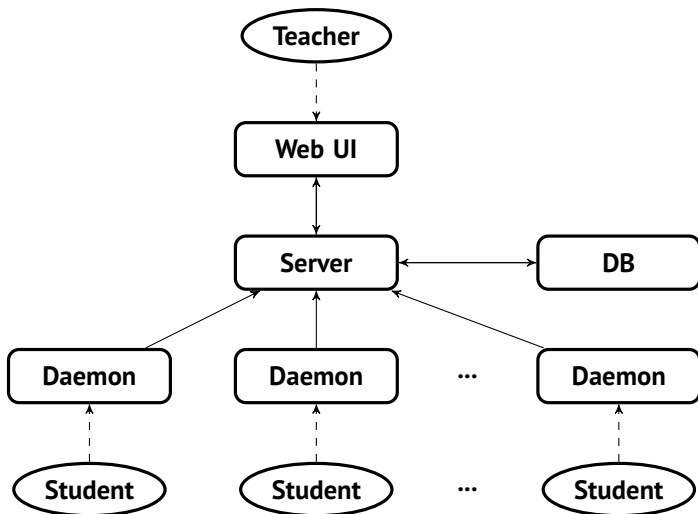 Teacher
Web UI
Server DB
Daemon Daemon ... Daemon
Student Student ... Student